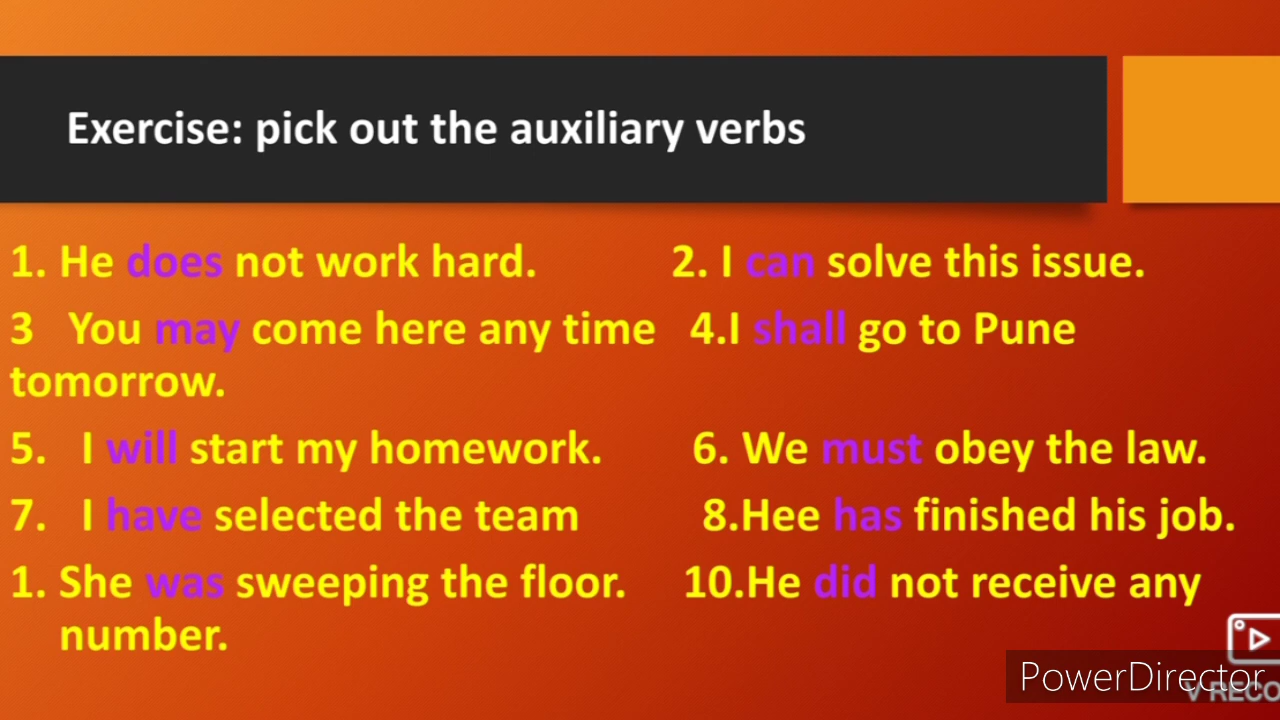 Exercise: pick out the auxiliary verbs
1. He does not work hard. 2. I can solve this issue.
3 You may come here any time 4.I shall go to Pune
tomorrow.
5. I will start my homework. 6. We must obey the law.
7. I have selected the team 8.Hee has finished his job.
1. She was sweeping the floor. 10.He did not receive any
number.
PowerDirector
V RECO